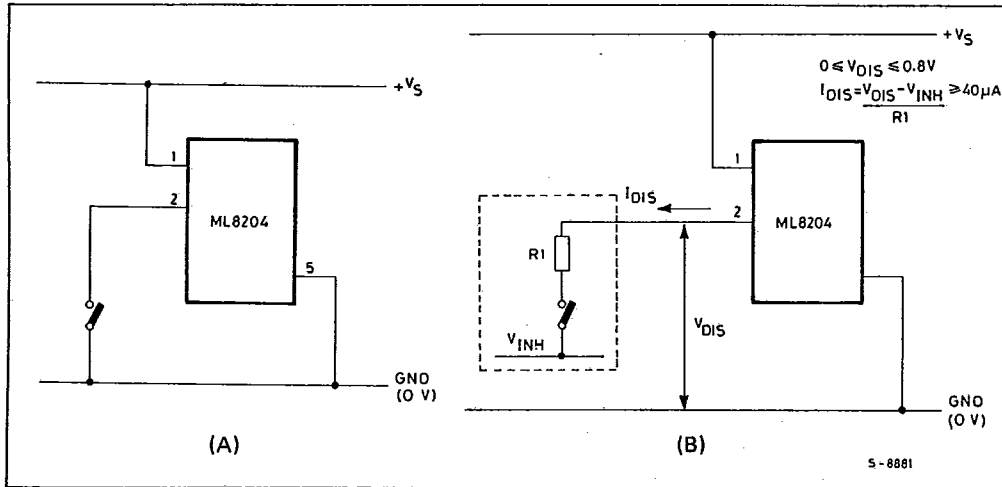 +VS
1
2
ML8204
5
GND
(0 V)
(A)
+VS
0 ≤ VDIS ≤ 0.8V
IDIS = VDIS - VINH ≥ 40μA
R1
1
IDIS
2
ML8204
R1
VINH
VDIS
GND
(0 V)
(B)
S-8881